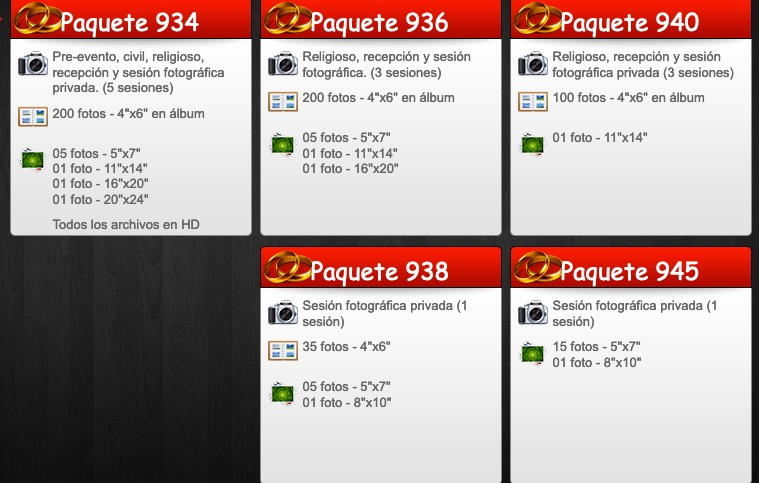 Paquete 934
Pre-evento, civil, religioso,
recepción y sesión fotográfica
privada. (5 sesiones)
200 fotos - 4"x6" en álbum
05 fotos - 5"x7"
01 foto - 11"x14"
01 foto - 16"x20"
01 foto - 20"x24"
Todos los archivos en HD
Paquete 936
Religioso, recepción y sesión
fotográfica. (3 sesiones)
200 fotos - 4"x6" en álbum
05 fotos - 5"x7"
01 foto - 11"x14"
01 foto - 16"x20"
Paquete 940
Religioso, recepción y sesión
fotográfica privada (3 sesiones)
100 fotos - 4"x6" en álbum
01 foto - 11"x14"
Paquete 938
Sesión fotográfica privada (1
sesión)
35 fotos - 4"x6"
05 fotos - 5"x7"
01 foto - 8"x10"
Paquete 945
Sesión fotográfica privada (1
sesión)
15 fotos - 5"x7"
01 foto - 8"x10"